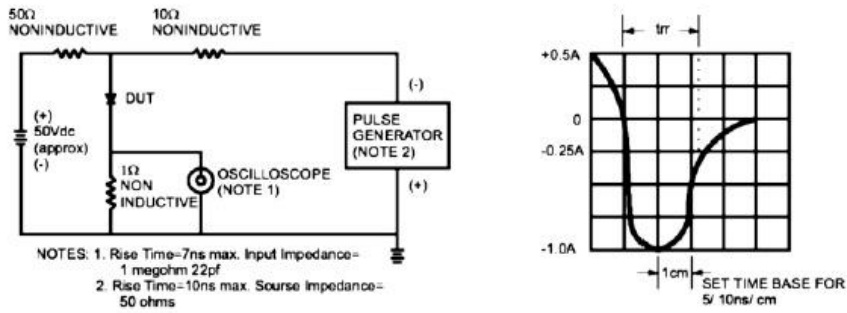 50Ω
NONINDUCTIVE
10Ω
NONINDUCTIVE
DUT
(+)
50Vdc
(approx)
(-)
1Ω
NON
INDUCTIVE
OSCILLOSCOPE
(NOTE 1)
(-)
PULSE
GENERATOR
(NOTE 2)
(+)
NOTES: 1. Rise Time=7ns max. Input Impedance=
1 megohm 22pf
2. Rise Time=10ns max. Sourse Impedance=
50 ohms
trr
+0.5A
0
-0.25A
-1.0A
1cm
SET TIME BASE FOR
5/ 10ns/ cm